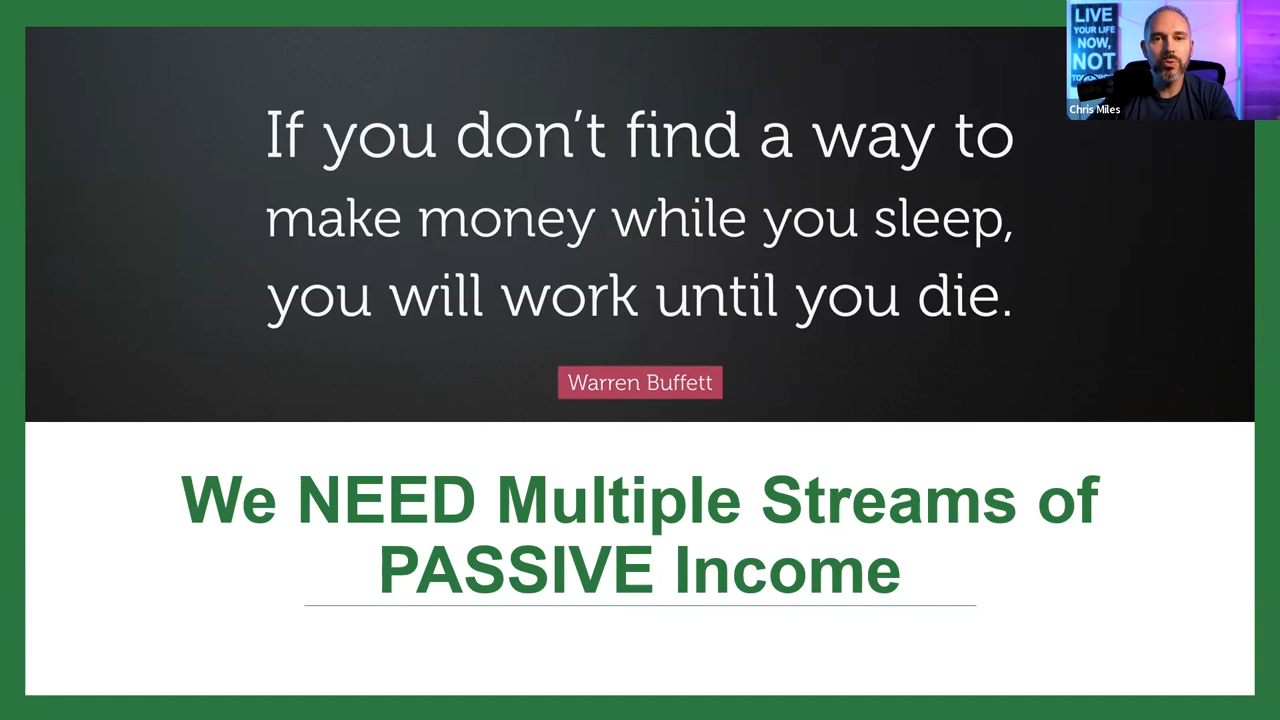 If you don’t find a way to
make money while you sleep,
you will work until you die.
Warren Buffett
We NEED Multiple Streams of
PASSIVE Income
LIVE
YOUR LIFE
NOW,
NOT
Chris Miles